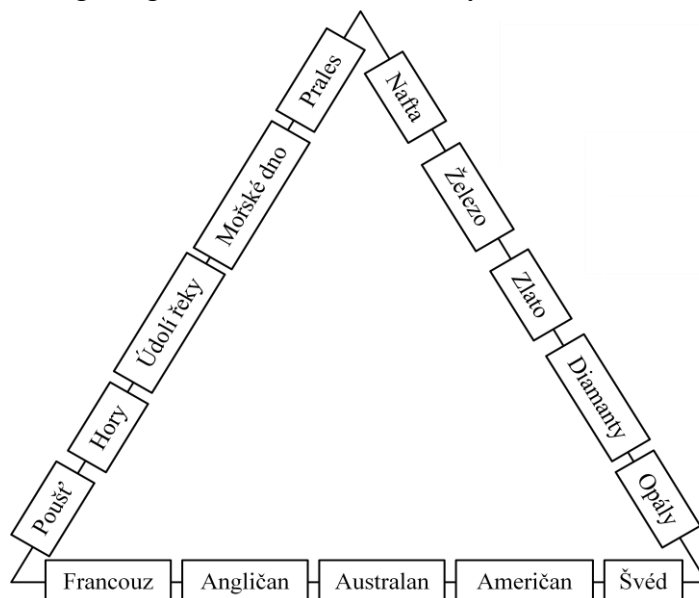 Prales
Mořské dno
Údolí řeky
Hory
Poušť
Nafta
Železo
Zlato
Diamanty
Opály
Francouz
Angličan
Australan
Američan
Švéd